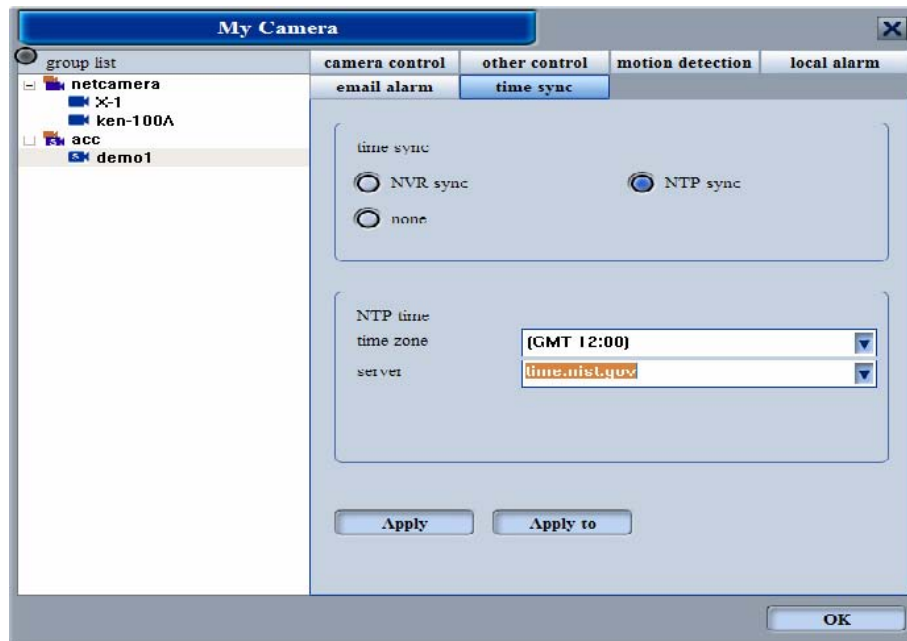 My Camera
group list
netcamera
X-1
ken-100A
acc
demo1
camera control other control motion detection local alarm
email alarm time sync
time sync
NVR sync NTP sync
none
NTP time
time zone (GMT 12:00)
server time.nist.gov
Apply Apply to
OK